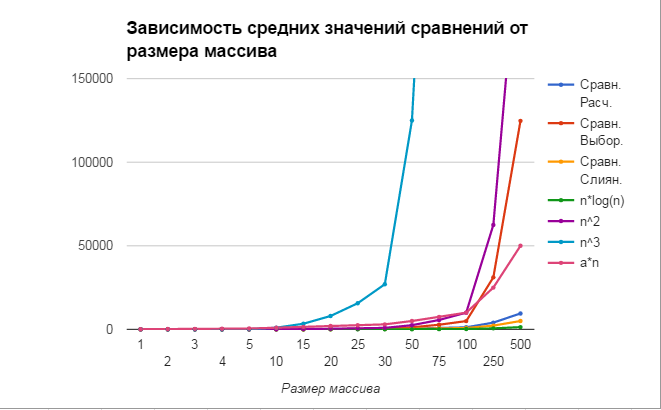 Зависимость средних значений сравнений от
размера массива
150000
100000
50000
0
1
2
3
4
5
10
15
20
25
30
50
75
100
250
500
Размер массива
Сравн.
Расч.
Сравн.
Выбор.
Сравн.
Слиян.
n*log(n)
n^2
n^3
a*n